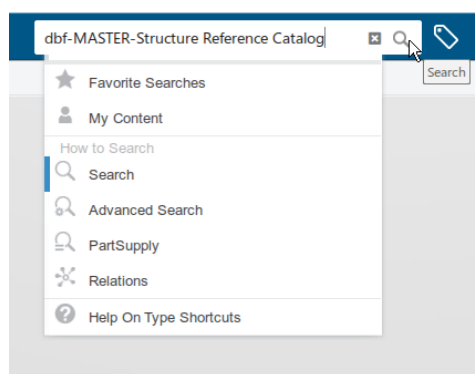 dbf-MASTER-Structure Reference Catalog
Search
Favorite Searches
My Content
How to Search
Search
Advanced Search
PartSupply
Relations
Help On Type Shortcuts